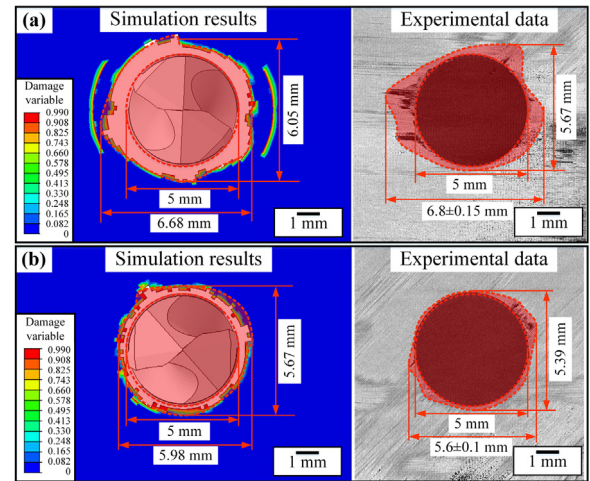 (a)
Simulation results
Experimental data
Damage
variable
0.990
0.908
0.825
0.743
0.660
0.578
0.495
0.413
0.330
0.248
0.165
0.082
0
6.05 mm
5 mm
6.68 mm
1 mm
5.67 mm
5 mm
6.8±0.15 mm
1 mm
(b)
Simulation results
Experimental data
Damage
variable
0.990
0.908
0.825
0.743
0.660
0.578
0.495
0.413
0.330
0.248
0.165
0.082
0
5.67 mm
5 mm
5.98 mm
1 mm
5.39 mm
5 mm
5.6±0.1 mm
1 mm